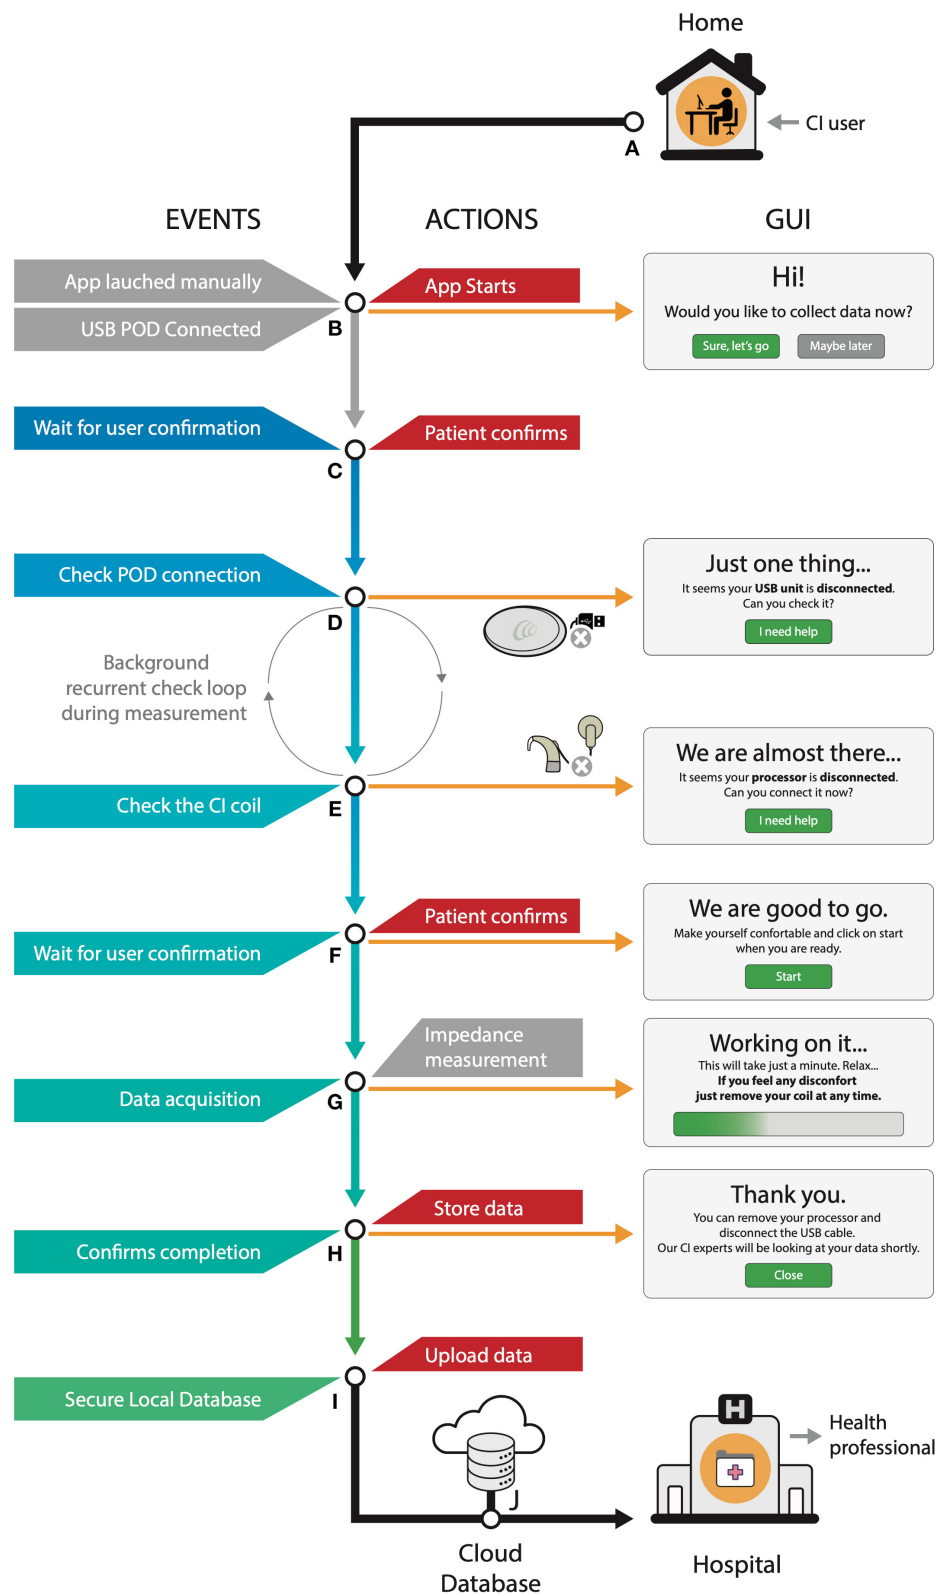 Home
CI user
A
EVENTS
ACTIONS
GUI
App lauched manually
USB POD Connected
B
App Starts
Hi!
Would you like to collect data now?
Sure, let's go
Maybe later
Wait for user confirmation
C
Patient confirms
Check POD connection
D
Just one thing...
It seems your USB unit is disconnected.
Can you check it?
I need help
Background
recurrent check loop
during measurement
Check the CI coil
E
We are almost there...
It seems your processor is disconnected.
Can you connect it now?
I need help
Wait for user confirmation
F
Patient confirms
We are good to go.
Make yourself confortable and click on start
when you are ready.
Start
Data acquisition
G
Impedance
measurement
Working on it...
This will take just a minute. Relax...
If you feel any disconfort
just remove your coil at any time.
Confirms completion
H
Store data
Thank you.
You can remove your processor and
disconnect the USB cable.
Our CI experts will be looking at your data shortly.
Close
Secure Local Database
I
Upload data
J
Cloud
Database
H
Health
professional
Hospital